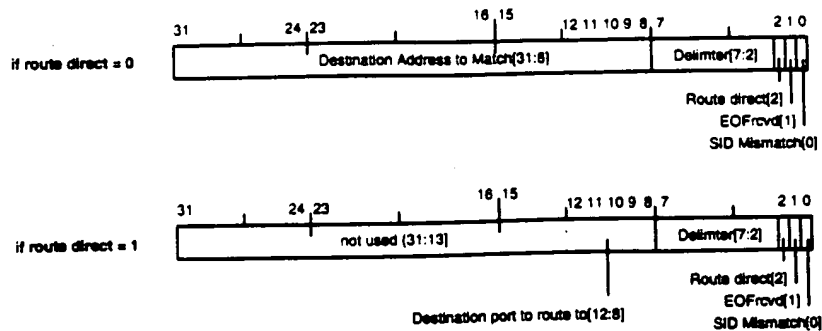 31 24 23 16 15 12 11 10 9 8 7 2 1 0
if route direct = 0 Destination Address to Match[31:8] Delimter[7:2]
Route direct[2]
EOFrcvd[1]
SID Mismatch[0]
31 24 23 16 15 12 11 10 9 8 7 2 1 0
if route direct = 1 not used (31:13] Delimter[7:2]
Route direct[2]
EOFrcvd[1]
Destination port to route to[12:8]
SID Mismatch[0]